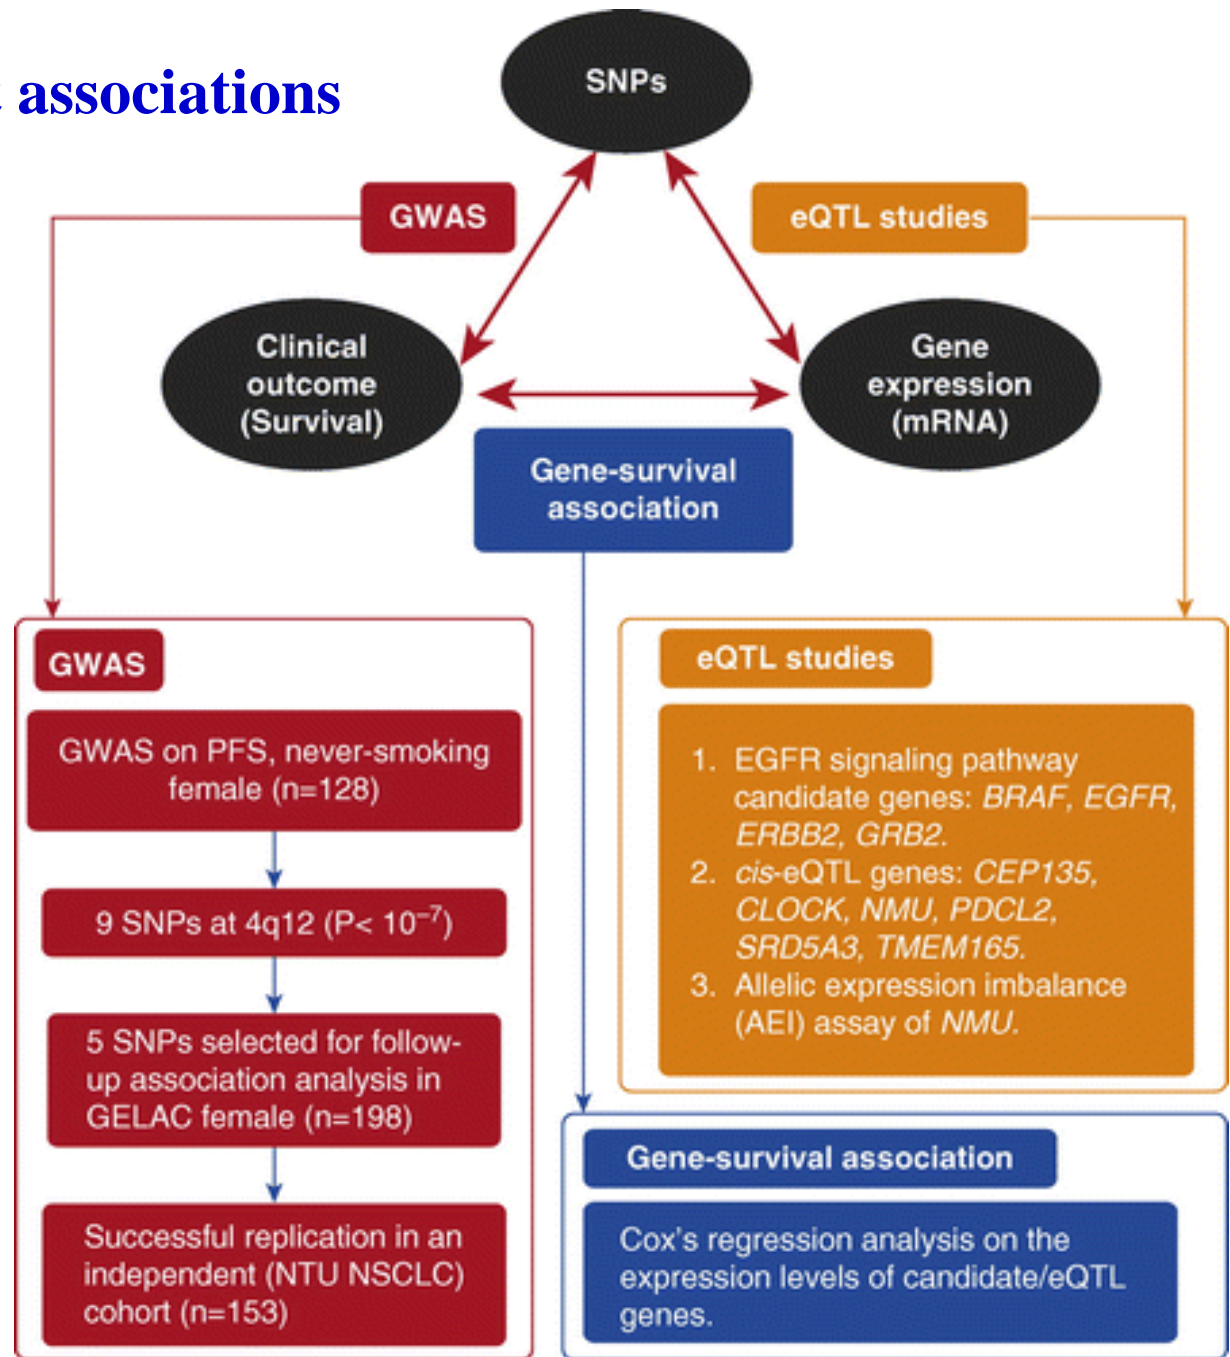 associations
SNPs
GWAS
eQTL studies
Clinical
outcome
(Survival)
Gene
expression
(mRNA)
Gene-survival
association
GWAS
GWAS on PFS, never-smoking
female (n=128)
9 SNPs at 4q12 (P< 10⁻⁷)
5 SNPs selected for follow-
up association analysis in
GELAC female (n=198)
Successful replication in an
independent (NTU NSCLC)
cohort (n=153)
eQTL studies
1. EGFR signaling pathway
candidate genes: BRAF, EGFR,
ERBB2, GRB2.
2. cis-eQTL genes: CEP135,
CLOCK, NMU, PDCL2,
SRD5A3, TMEM165.
3. Allelic expression imbalance
(AEI) assay of NMU.
Gene-survival association
Cox's regression analysis on the
expression levels of candidate/eQTL
genes.